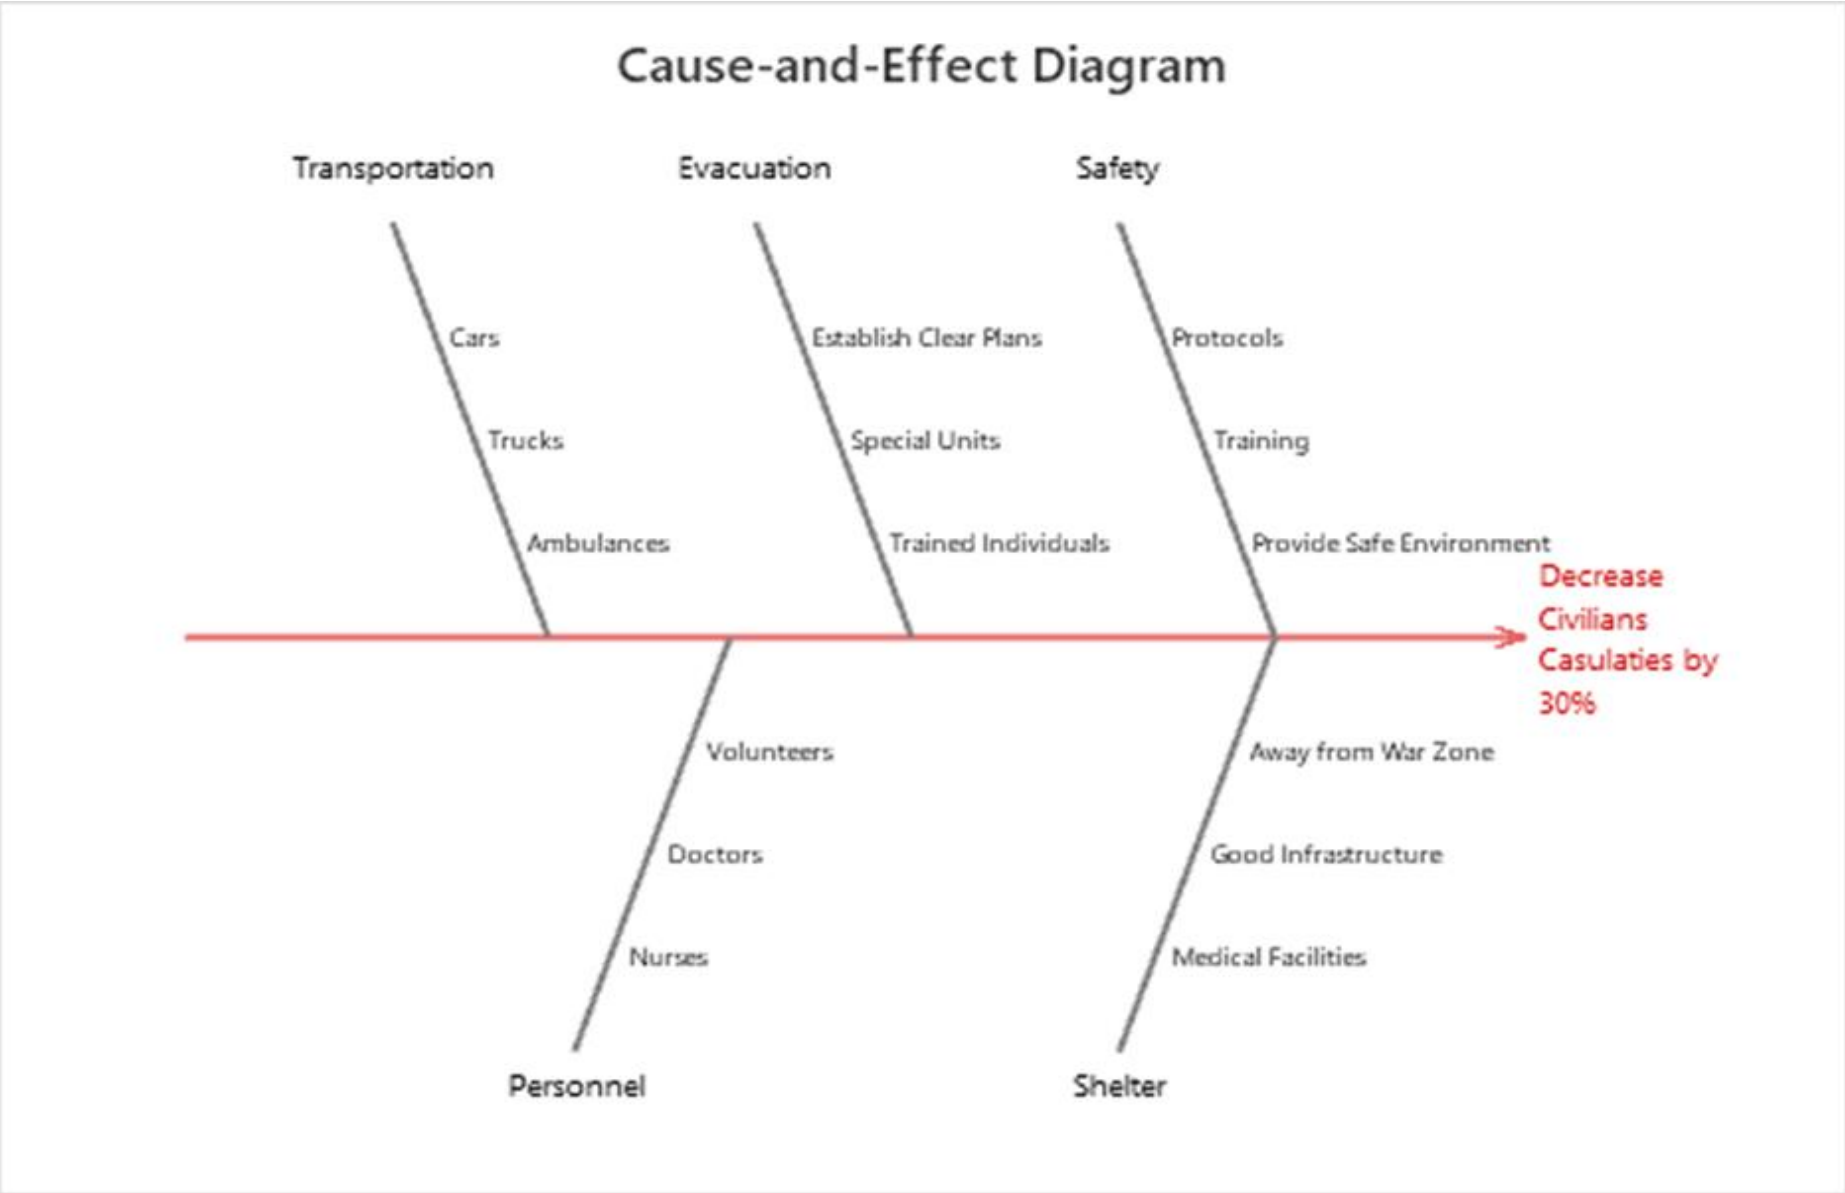 Cause-and-Effect Diagram
Transportation
Evacuation
Safety
Cars
Establish Clear Plans
Protocols
Trucks
Special Units
Training
Ambulances
Trained Individuals
Provide Safe Environment
Decrease
Civilians
Casulaties by
30%
Volunteers
Away from War Zone
Doctors
Good Infrastructure
Nurses
Medical Facilities
Personnel
Shelter